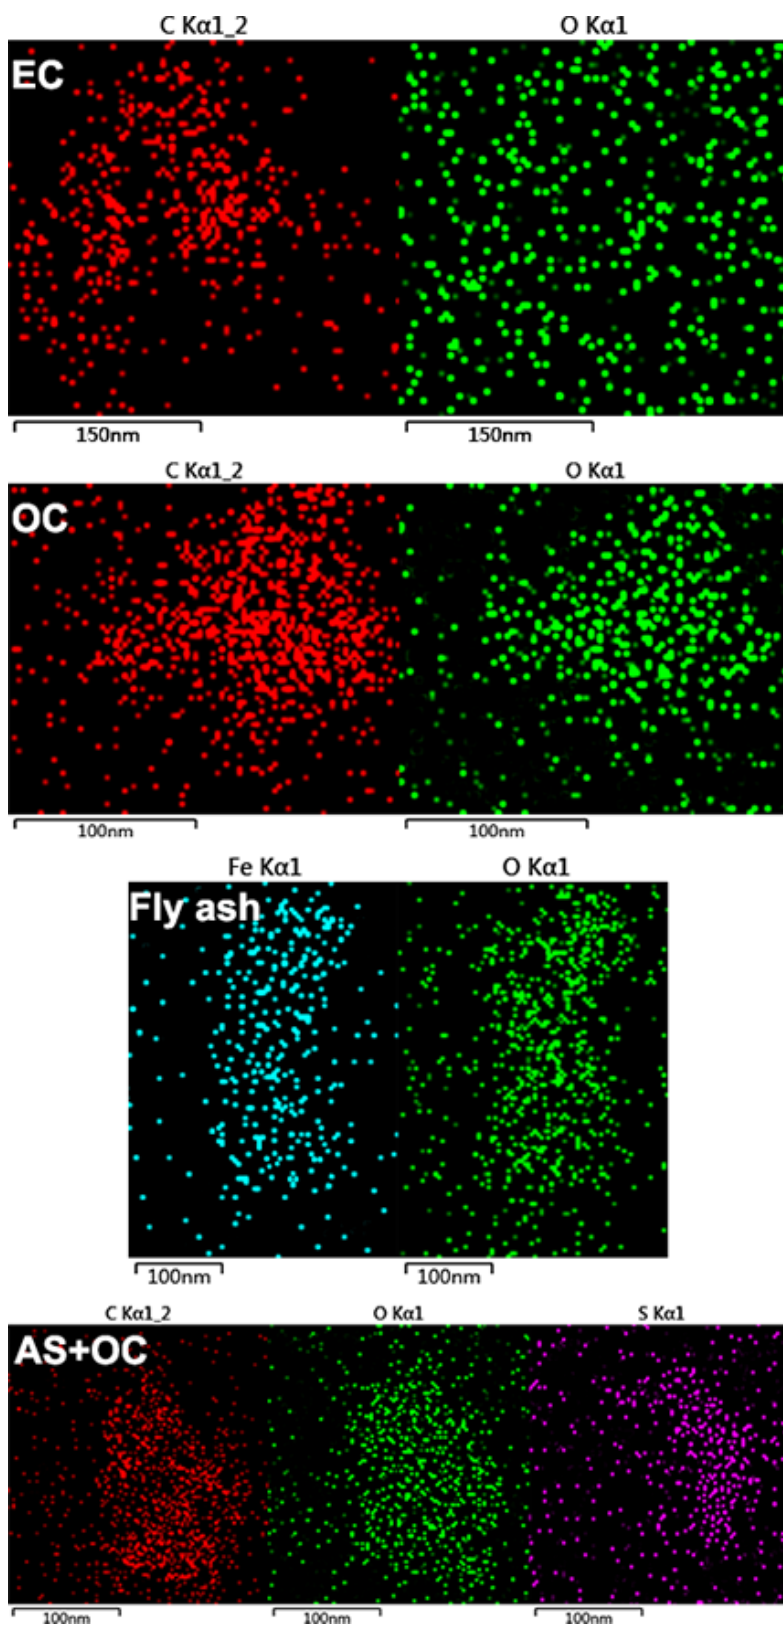 C Kα1_2 O Kα1
EC
150nm 150nm
C Kα1_2 O Kα1
OC
100nm 100nm
Fe Kα1 O Kα1
Fly ash
100nm 100nm
C Kα1_2 O Kα1 S Kα1
AS+OC
100nm 100nm 100nm